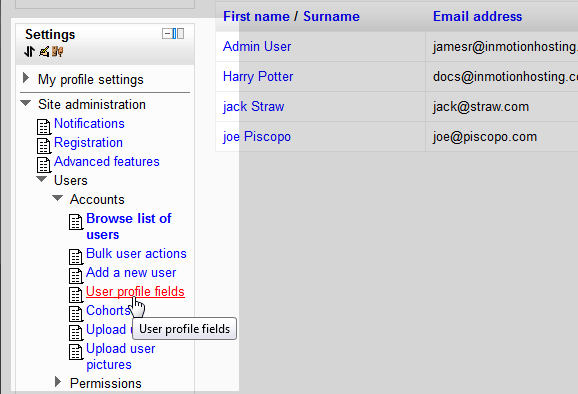 Settings
My profile settings
Site administration
Notifications
Registration
Advanced features
Users
Accounts
Browse list of
users
Bulk user actions
Add a new user
User profile fields
Cohorts
Upload
User profile fields
Upload user
pictures
Permissions
First name / Surname Email address
Admin User jamesr@inmotionhosting.
Harry Potter docs@inmotionhosting.co
jack Straw jack@straw.com
joe Piscopo joe@piscopo.com